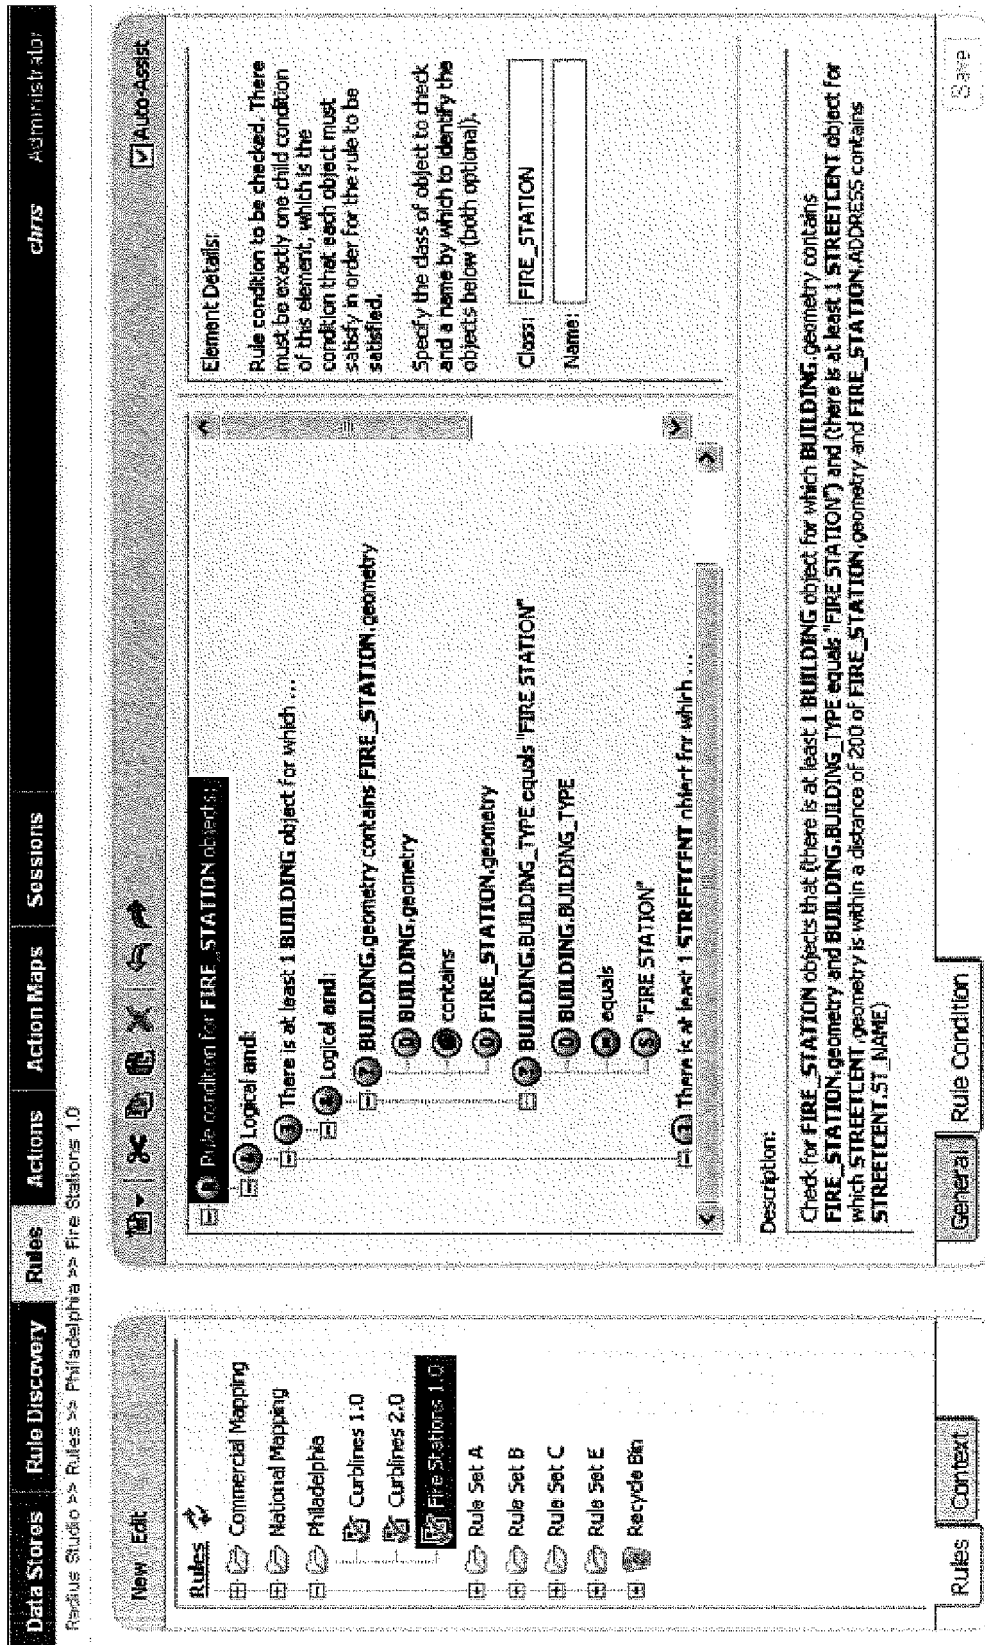 Data Stores Rule Discovery Rules Actions Action Maps Sessions chris Administrator
Radius Studio >> Rules >> Philadelphia >> Fire Stations 1.0
New Edit
Rules
Commercial Mapping
National Mapping
Philadelphia
Curblines 1.0
Curblines 2.0
Fire Stations 1.0
Rule Set A
Rule Set B
Rule Set C
Rule Set E
Recycle Bin
Rules Context
Auto-Assist
Rule condition for FIRE_STATION objects:
Logical and:
There is at least 1 BUILDING object for which ...
Logical and:
BUILDING.geometry contains FIRE_STATION.geometry
BUILDING.geometry
contains
FIRE_STATION.geometry
BUILDING.BUILDING_TYPE equals "FIRE STATION"
BUILDING.BUILDING_TYPE
equals
"FIRE STATION"
There is at least 1 STREETCENT object for which ...
Element Details:
Rule condition to be checked. There
must be exactly one child condition
of this element, which is the
condition that each object must
satisfy in order for the rule to be
satisfied.
Specify the class of object to check
and a name by which to identify the
objects below (both optional).
Class: FIRE_STATION
Name:
Description:
Check for FIRE_STATION objects that (there is at least 1 BUILDING object for which BUILDING.geometry contains
FIRE_STATION.geometry and BUILDING.BUILDING_TYPE equals "FIRE STATION") and (there is at least 1 STREETCENT object for
which STREETCENT.geometry is within a distance of 200 of FIRE_STATION.geometry and FIRE_STATION.ADDRESS contains
STREETCENT.ST_NAME)
General Rule Condition
Save